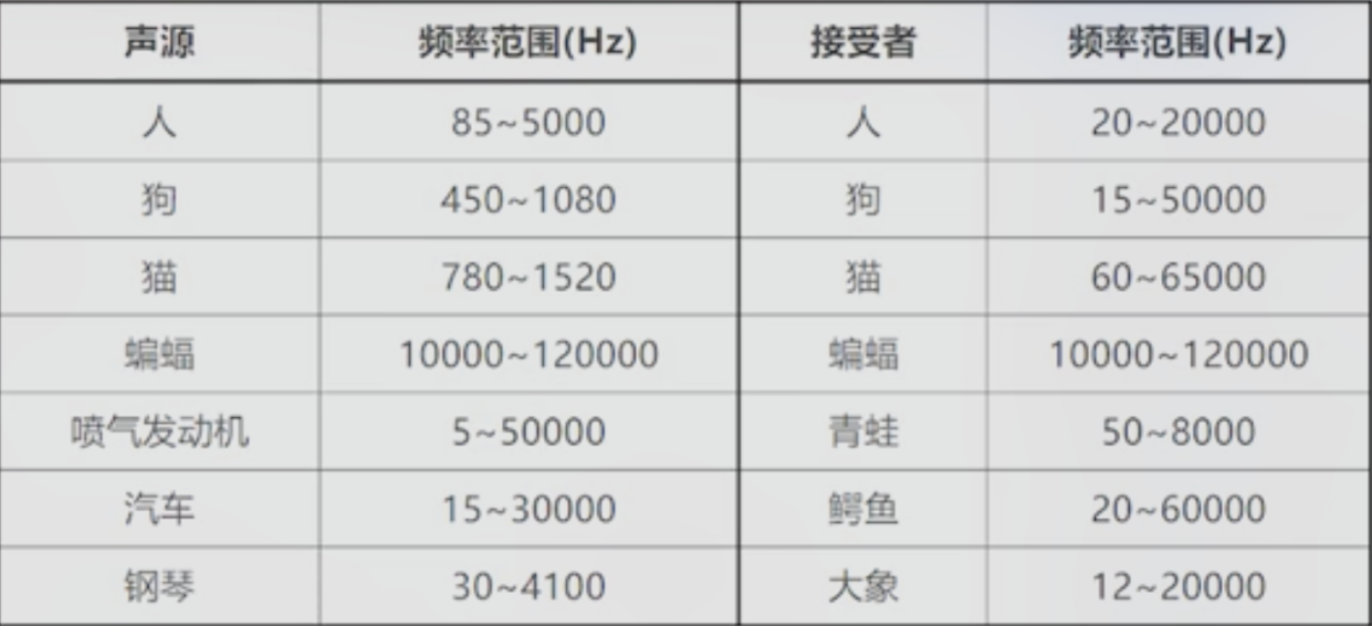 声源 频率范围(Hz) 接受者 频率范围(Hz)
人 85~5000 人 20~20000
狗 450~1080 狗 15~50000
猫 780~1520 猫 60~65000
蝙蝠 10000~120000 蝙蝠 10000~120000
喷气发动机 5~50000 青蛙 50~8000
汽车 15~30000 鳄鱼 20~60000
钢琴 30~4100 大象 12~20000